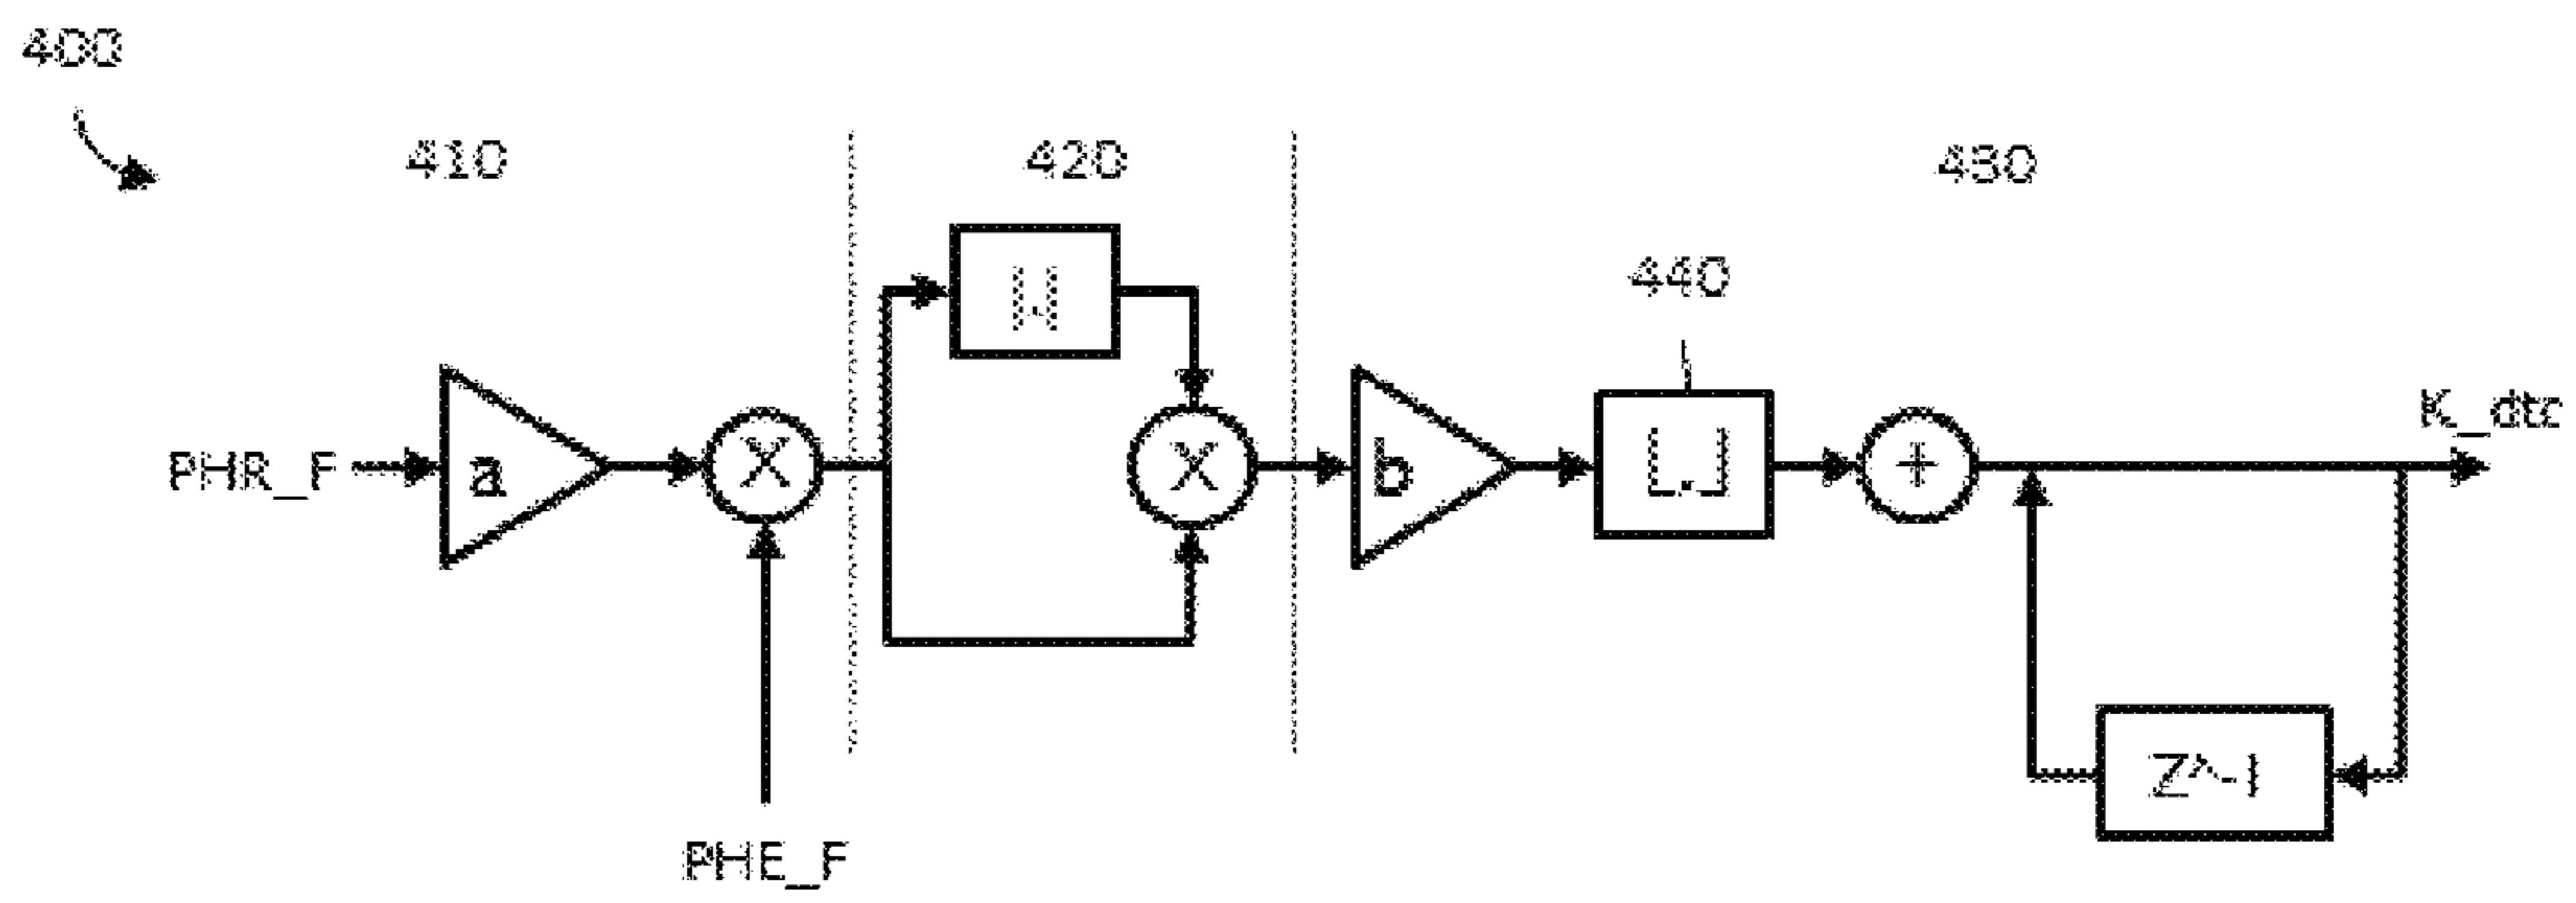 400
410
420
430
440
|.|
K_dtc
PHR_F
a
X
X
b
⌊.⌋
+
Z^-1
PHE_F